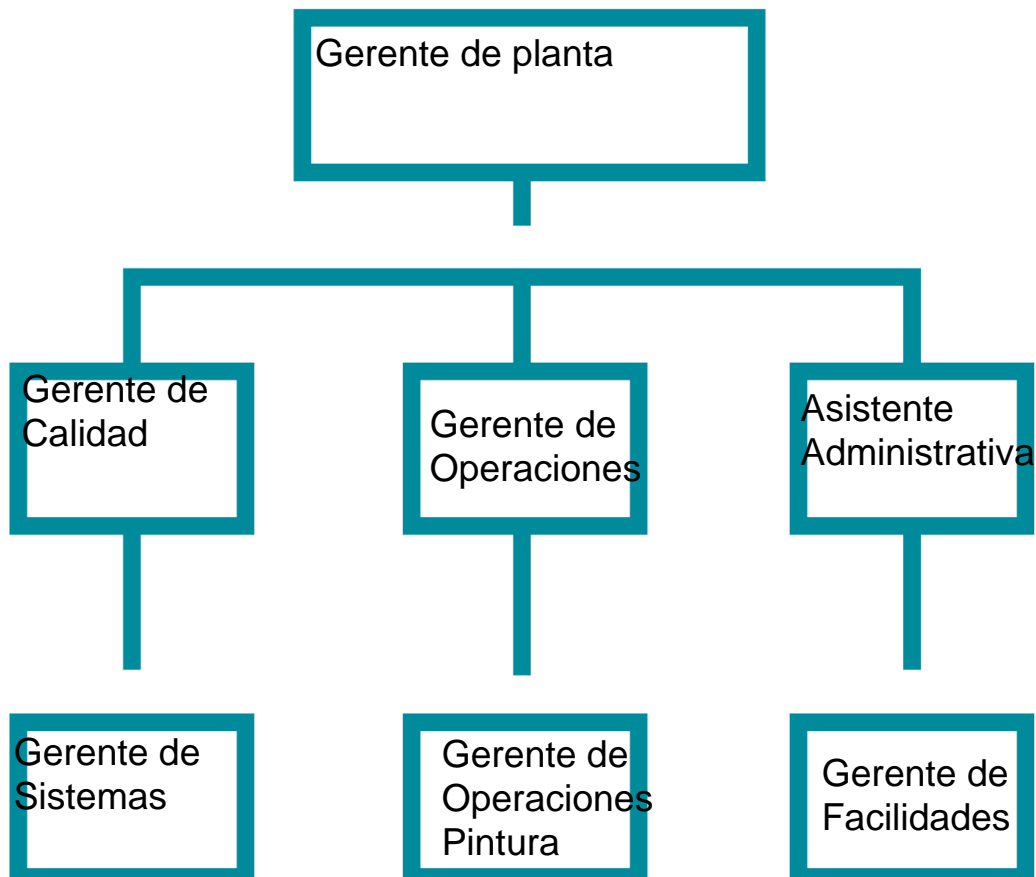 Gerente de planta
Gerente de
Calidad
Gerente de
Operaciones
Asistente
Administrativa
Gerente de
Sistemas
Gerente de
Operaciones
Pintura
Gerente de
Facilidades